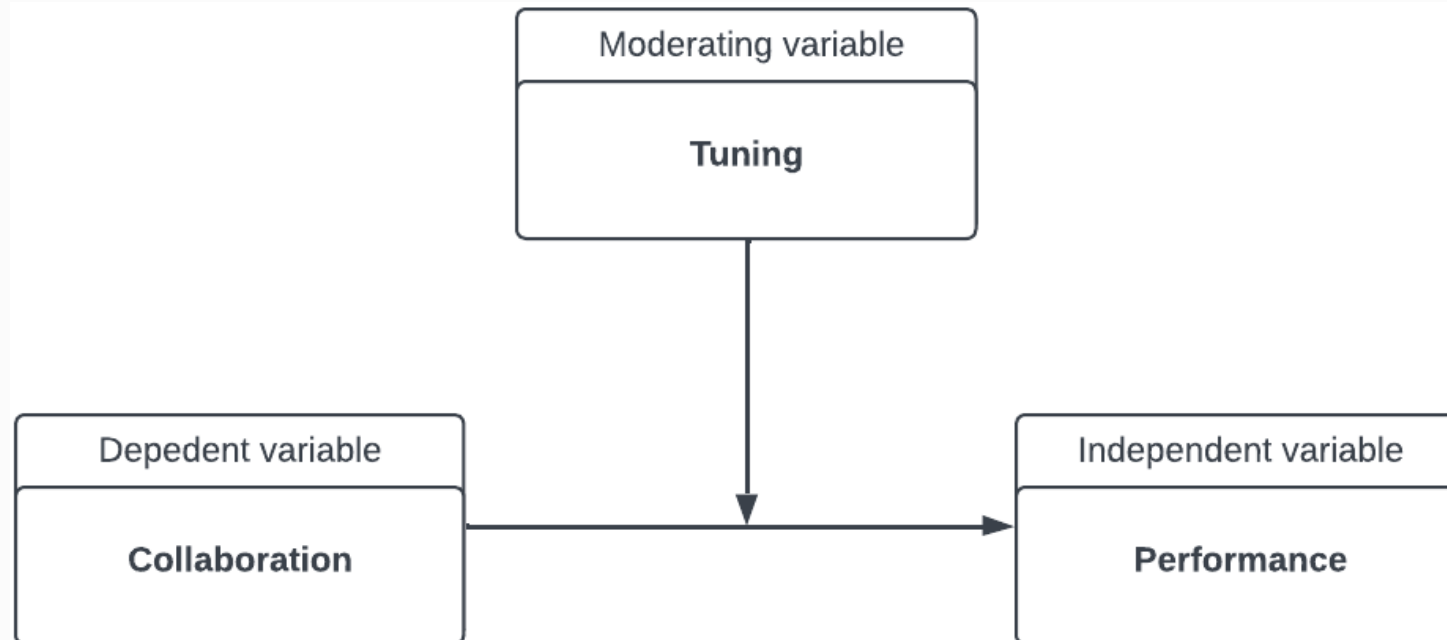 Moderating variable
Tuning
Depedent variable
Independent variable
Collaboration
Performance